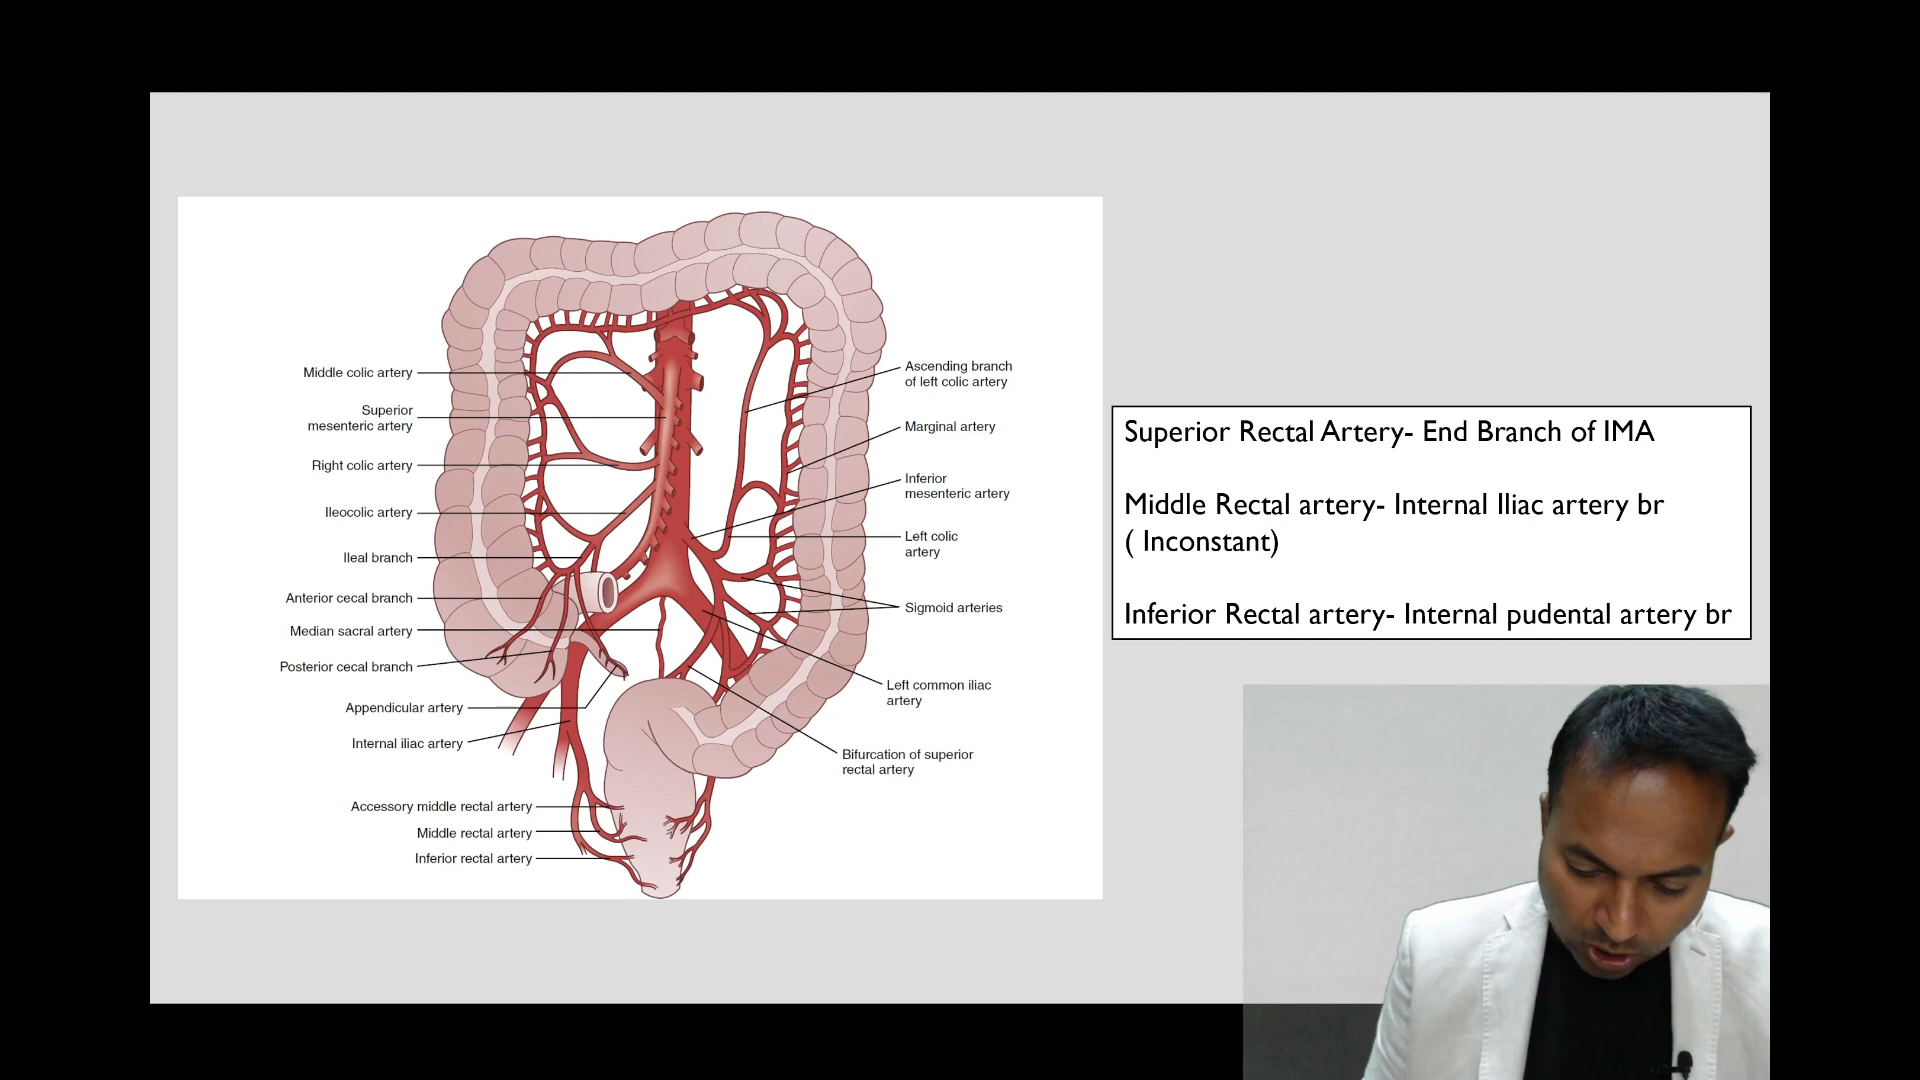 Middle colic artery
Superior
mesenteric artery
Right colic artery
Ileocolic artery
Ileal branch
Anterior cecal branch
Median sacral artery
Posterior cecal branch
Appendicular artery
Internal iliac artery
Accessory middle rectal artery
Middle rectal artery
Inferior rectal artery
Ascending branch
of left colic artery
Marginal artery
Inferior
mesenteric artery
Left colic
artery
Sigmoid arteries
Left common iliac
artery
Bifurcation of superior
rectal artery
Superior Rectal Artery- End Branch of IMA
Middle Rectal artery- Internal Iliac artery br
( Inconstant)
Inferior Rectal artery- Internal pudental artery br